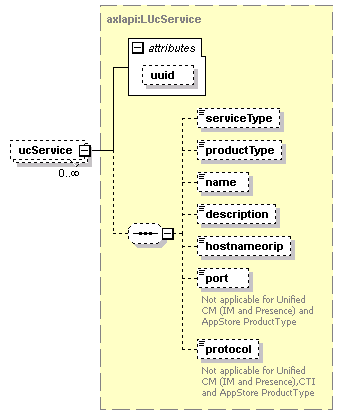 axlapi:LUcService
attributes
uuid
ucService
0..∞
serviceType
productType
name
description
hostnameorip
port
Not applicable for Unified
CM (IM and Presence) and
AppStore ProductType
protocol
Not applicable for Unified
CM (IM and Presence),CTI
and AppStore ProductType